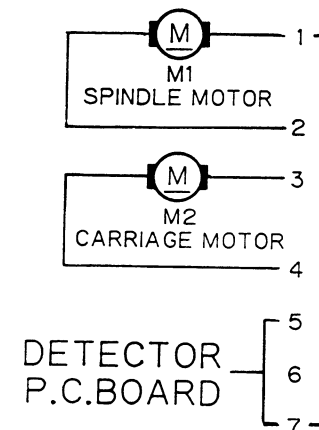 M 1
M1
SPINDLE MOTOR
2
M 3
M2
CARRIAGE MOTOR
4
5
DETECTOR
6
P.C.BOARD
7